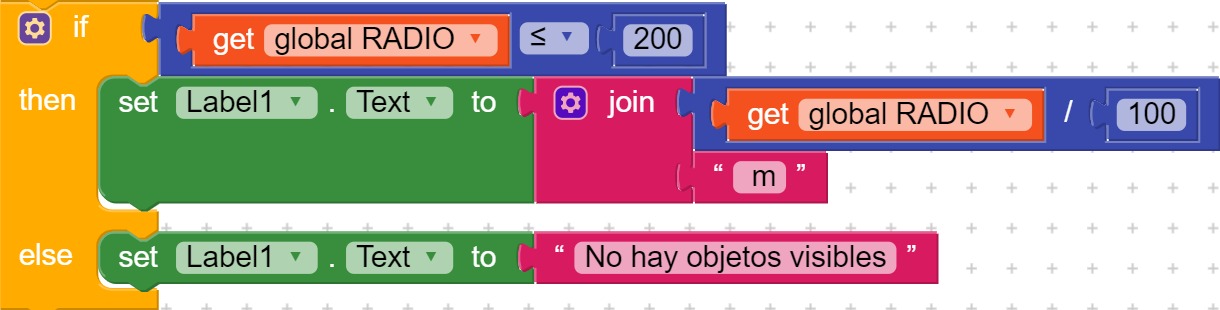 if get global RADIO ≤ 200
then set Label1 . Text to join get global RADIO / 100
“ m ”
else set Label1 . Text to “ No hay objetos visibles ”